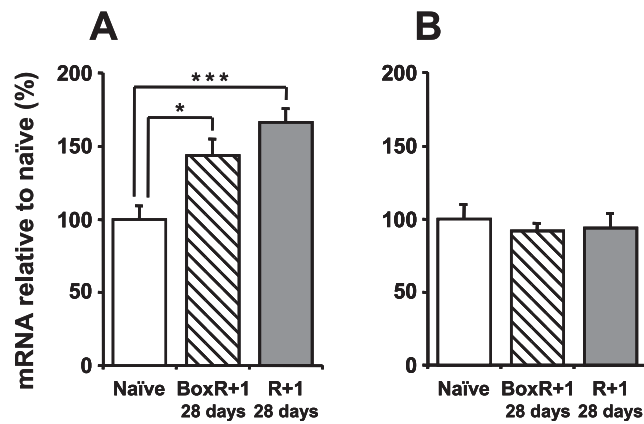 A
B
mRNA relative to naïve (%)
200
150
100
50
0
***
*
Naïve BoxR+1 R+1
28 days 28 days
200
150
100
50
0
Naïve BoxR+1 R+1
28 days 28 days